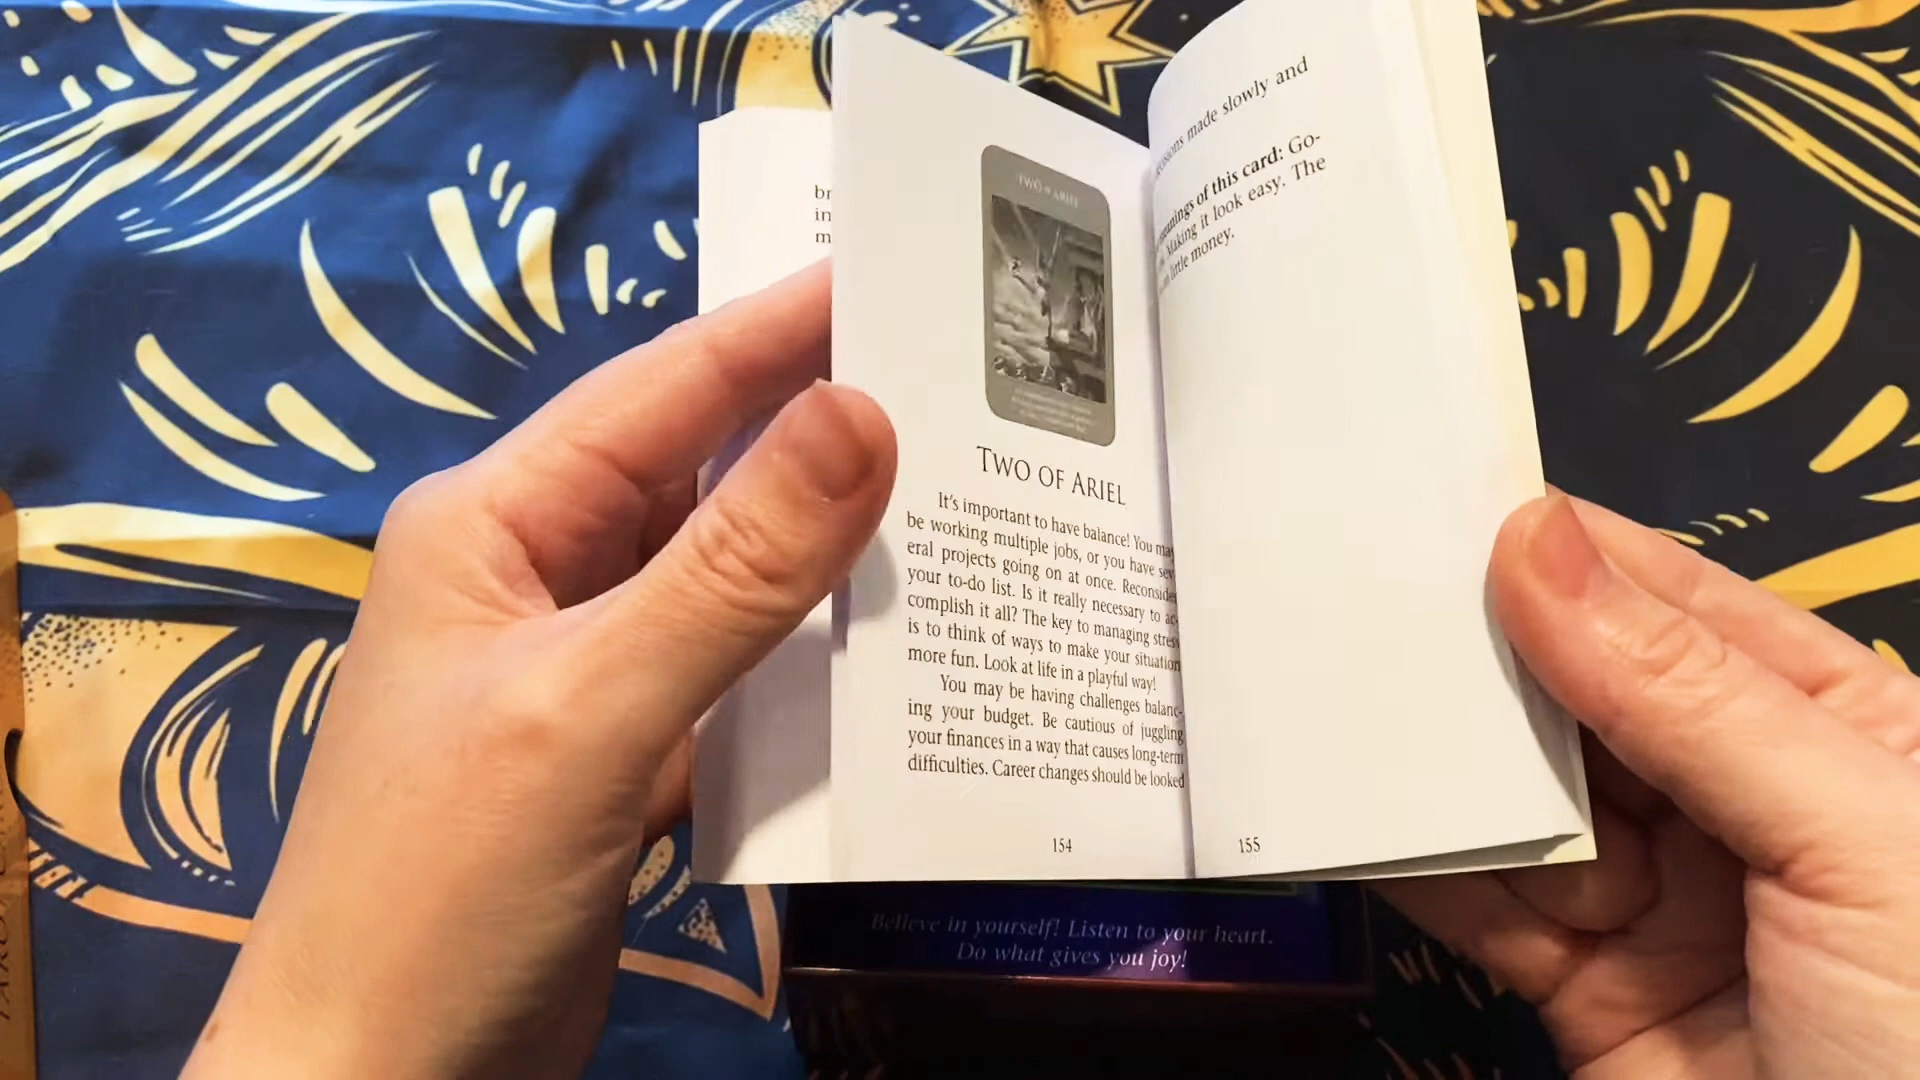 br
in
m
TWO OF ARIEL
TWO OF ARIEL
It's important to have balance! You may
be working multiple jobs, or you have sev
eral projects going on at once. Reconsider
your to-do list. Is it really necessary to ac
complish it all? The key to managing stress
is to think of ways to make your situation
more fun. Look at life in a playful way!
You may be having challenges balanc-
ing your budget. Be cautious of juggling
your finances in a way that causes long-term
difficulties. Career changes should be looked
154
made slowly and
of this card: Go-
Making it look easy. The
little money.
155
Believe in yourself! Listen to your heart.
Do what gives you joy!